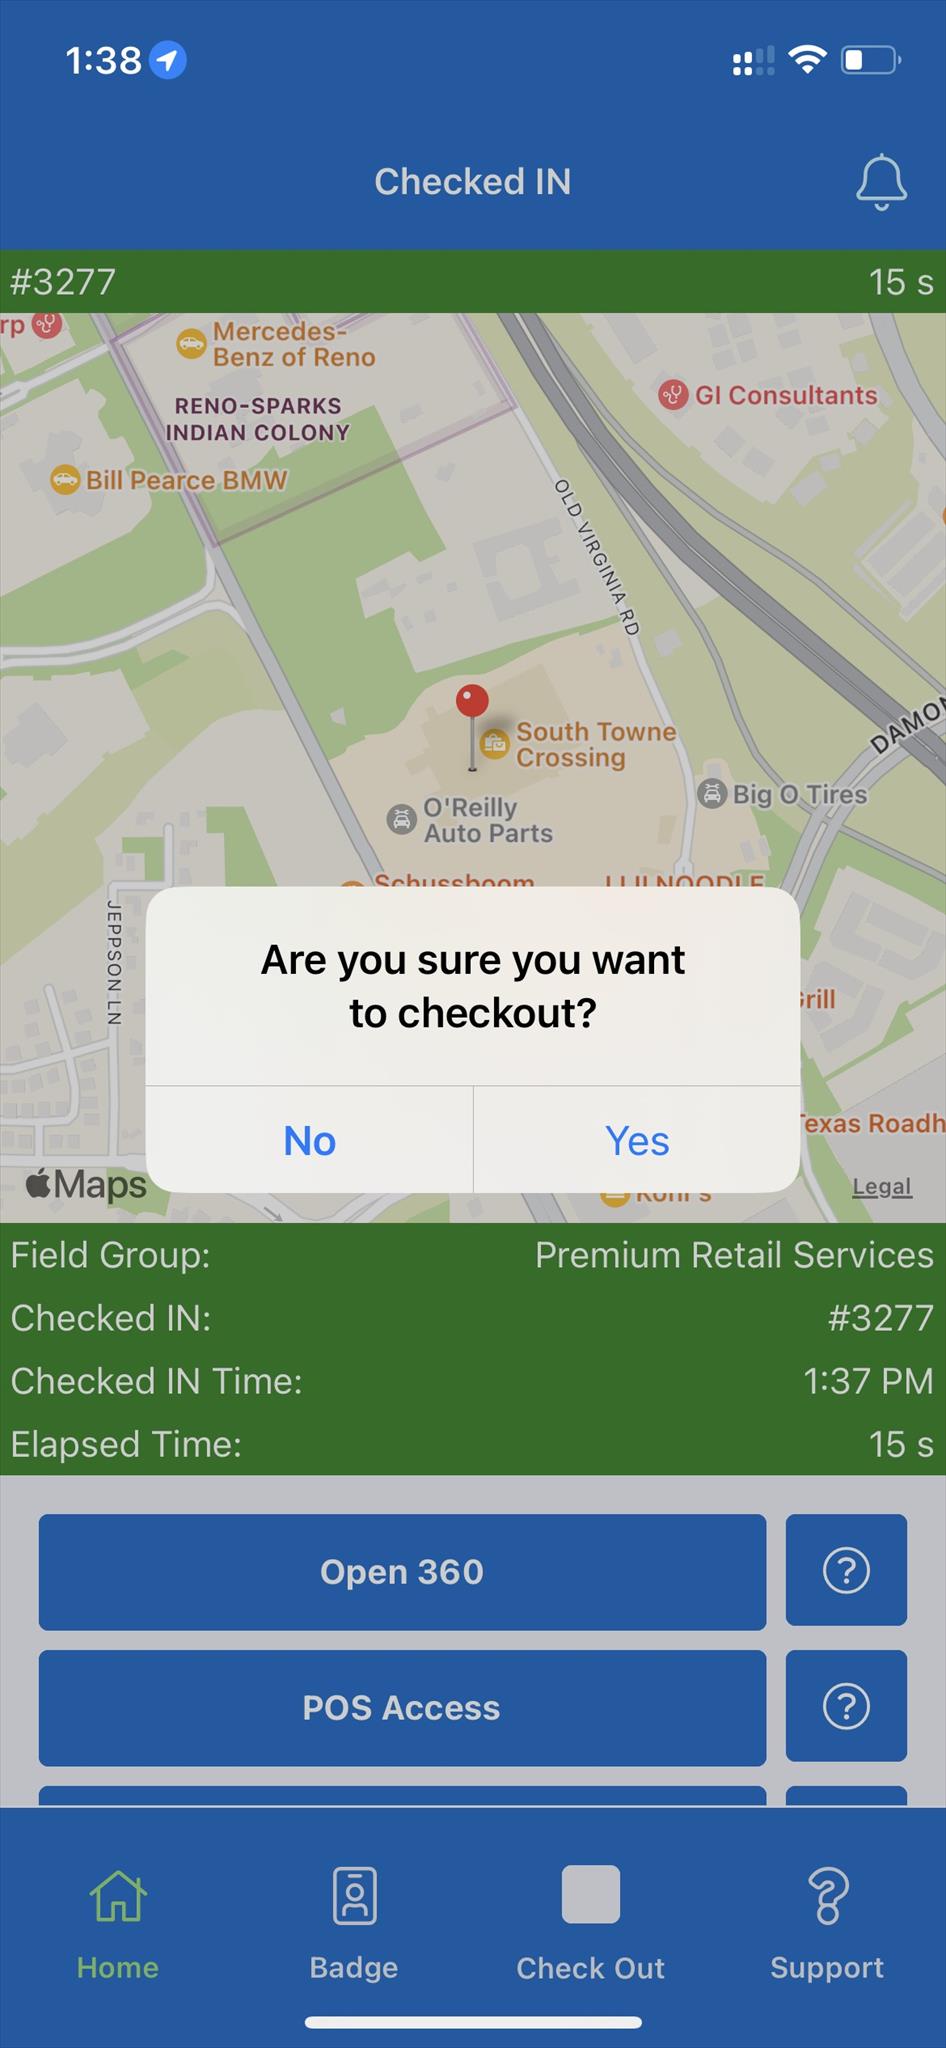 1:38
Checked IN
#3277
15 s
rp
Mercedes-
Benz of Reno
RENO-SPARKS
INDIAN COLONY
GI Consultants
Bill Pearce BMW
OLD VIRGINIA RD
South Towne
Crossing
DAMON
O'Reilly
Auto Parts
Big O Tires
Schussboom
LULNOODLE
JEPPSON LN
Are you sure you want
to checkout?
Grill
No
Yes
Texas Roadh
Maps
Kohl's
Legal
Field Group:
Premium Retail Services
Checked IN:
#3277
Checked IN Time:
1:37 PM
Elapsed Time:
15 s
Open 360
?
POS Access
?
Home
Badge
Check Out
Support